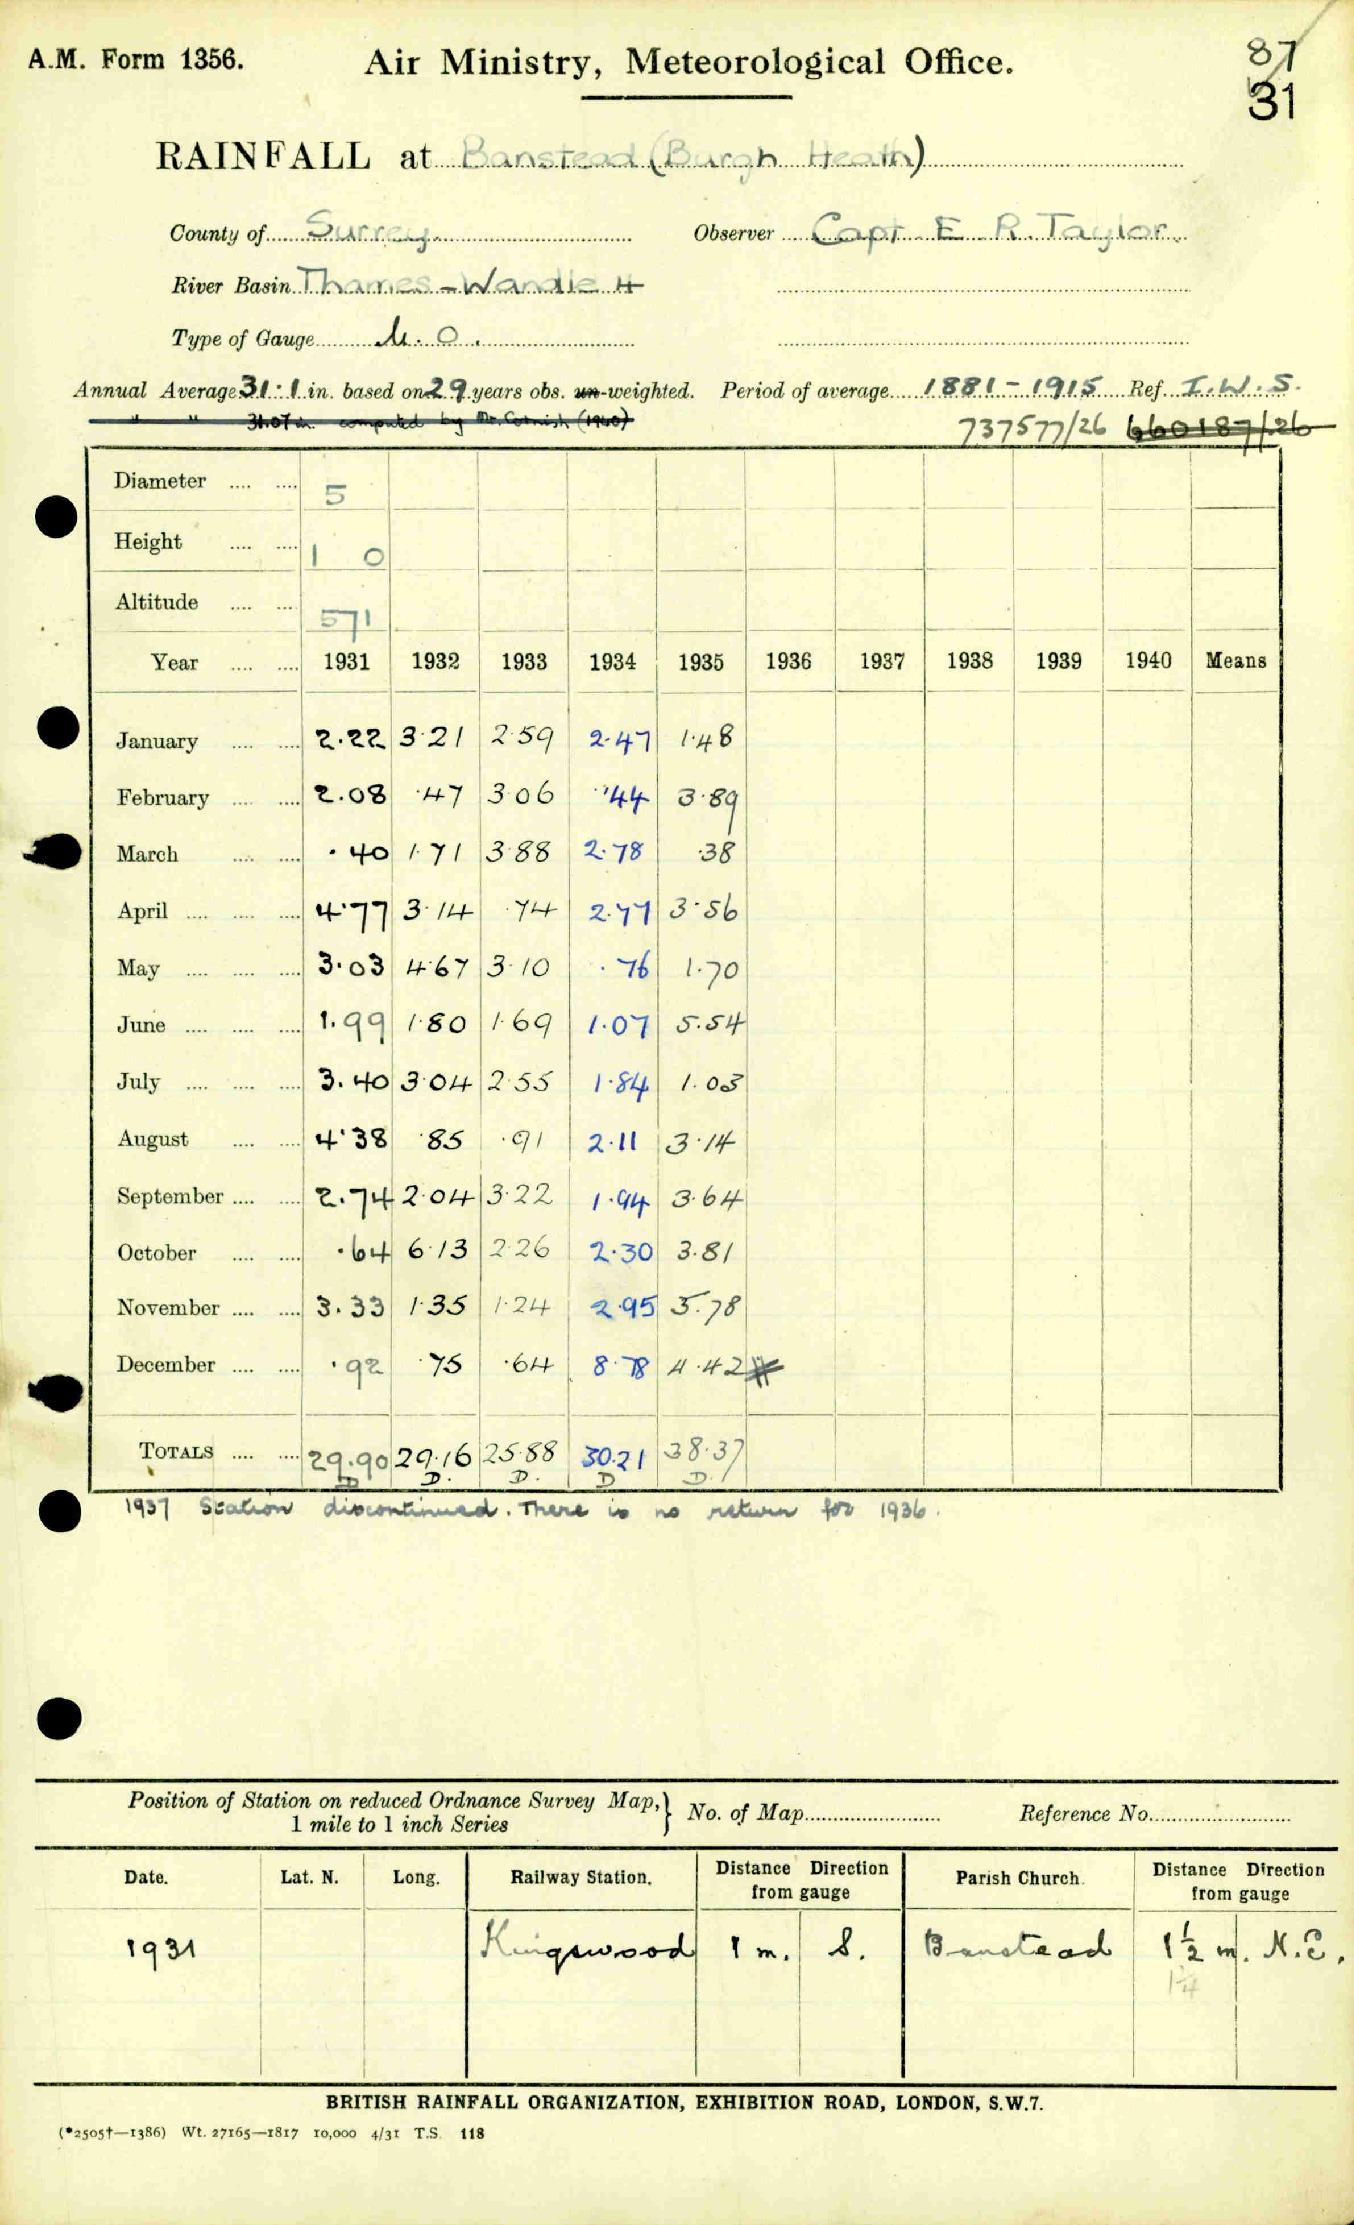 A.M. Form 1356. Air Ministry, Meteorological Office. 87
31
RAINFALL at Banstead (Burgh Heath)
County of Surrey Observer Capt E R. Taylor.
River Basin Thames - Wandle 4
Type of Gauge M.O.
Annual Average 31.1 in. based on 29 years obs. un-weighted. Period of average 1881-1915 Ref. I.W.S.
" " 31.07 in computed by Mr. Cornish (1940) 737577/26 660187/26
Diameter .... .... 5
Height .... .... 1 0
Altitude .... .... 571
Year .... .... 1931 1932 1933 1934 1935 1936 1937 1938 1939 1940 Means
January .... .... 2.22 3.21 2.59 2.47 1.48
February .... .... 2.08 .47 3.06 .44 3.89
March .... .... .40 1.71 3.88 2.78 .38
April .... .... .... 4.77 3.14 .74 2.77 3.56
May .... .... .... 3.03 4.67 3.10 .76 1.70
June .... .... .... 1.99 1.80 1.69 1.07 5.54
July .... .... .... 3.40 3.04 2.55 1.84 1.03
August .... .... 4.38 .85 .91 2.11 3.14
September .... .... 2.74 2.04 3.22 1.94 3.64
October .... .... .64 6.13 2.26 2.30 3.81
November .... .... 3.33 1.35 1.24 2.95 5.78
December .... .... .92 .75 .64 8.78 4.42
TOTALS .... .... 29.90 29.16 25.88 30.21 38.37
D D. D. D D.
1937 Station discontinued. There is no return for 1936.
Position of Station on reduced Ordnance Survey Map, } No. of Map Reference No.
1 mile to 1 inch Series
Date. Lat. N. Long. Railway Station. Distance Direction from gauge Parish Church. Distance Direction from gauge
1931 Kingswood 1 m. S. Banstead 1½ m. N.E.
1¼
BRITISH RAINFALL ORGANIZATION, EXHIBITION ROAD, LONDON, S.W.7.
(*2505†—1386) Wt. 27165—1817 10,000 4/31 T.S. 118